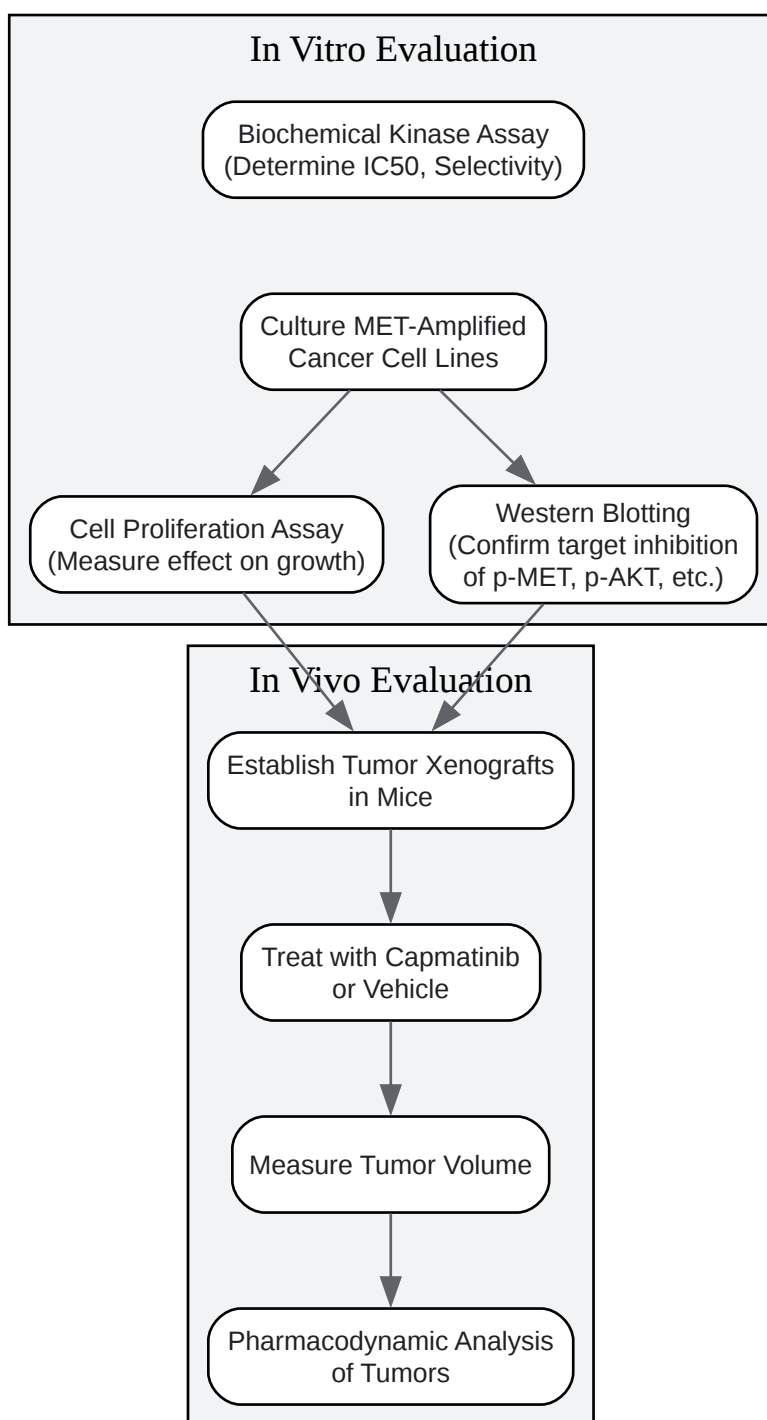 In Vitro Evaluation
Biochemical Kinase Assay
(Determine IC50, Selectivity)
Culture MET-Amplified
Cancer Cell Lines
Cell Proliferation Assay
(Measure effect on growth)
Western Blotting
(Confirm target inhibition
of p-MET, p-AKT, etc.)
In Vivo Evaluation
Establish Tumor Xenografts
in Mice
Treat with Capmatinib
or Vehicle
Measure Tumor Volume
Pharmacodynamic Analysis
of Tumors